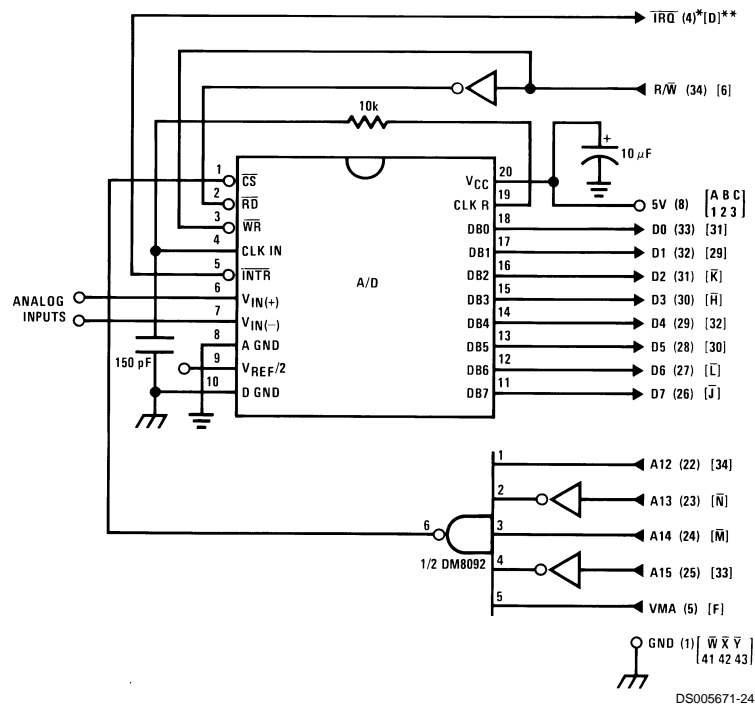 I̅R̅Q̅ (4)*[D]**
R/W̅ (34) [6]
10k
+
10 μF
1 C̅S̅
2 R̅D̅
3 W̅R̅
4 CLK IN
5 I̅N̅T̅R̅
6 VIN(+)
7 VIN(−)
8 A GND
9 VREF/2
10 D GND
A/D
VCC 20
CLK R 19
DB0 18
DB1 17
DB2 16
DB3 15
DB4 14
DB5 13
DB6 12
DB7 11
ANALOG
INPUTS
150 pF
5V (8) [A B C
1 2 3]
D0 (33) [31]
D1 (32) [29]
D2 (31) [K̅]
D3 (30) [H̅]
D4 (29) [32]
D5 (28) [30]
D6 (27) [L̅]
D7 (26) [J̅]
1 A12 (22) [34]
2 A13 (23) [N̅]
3 A14 (24) [M̅]
4 A15 (25) [33]
5 VMA (5) [F]
6
1/2 DM8092
GND (1) [W̅ X̅ Y̅
41 42 43]
DS005671-24